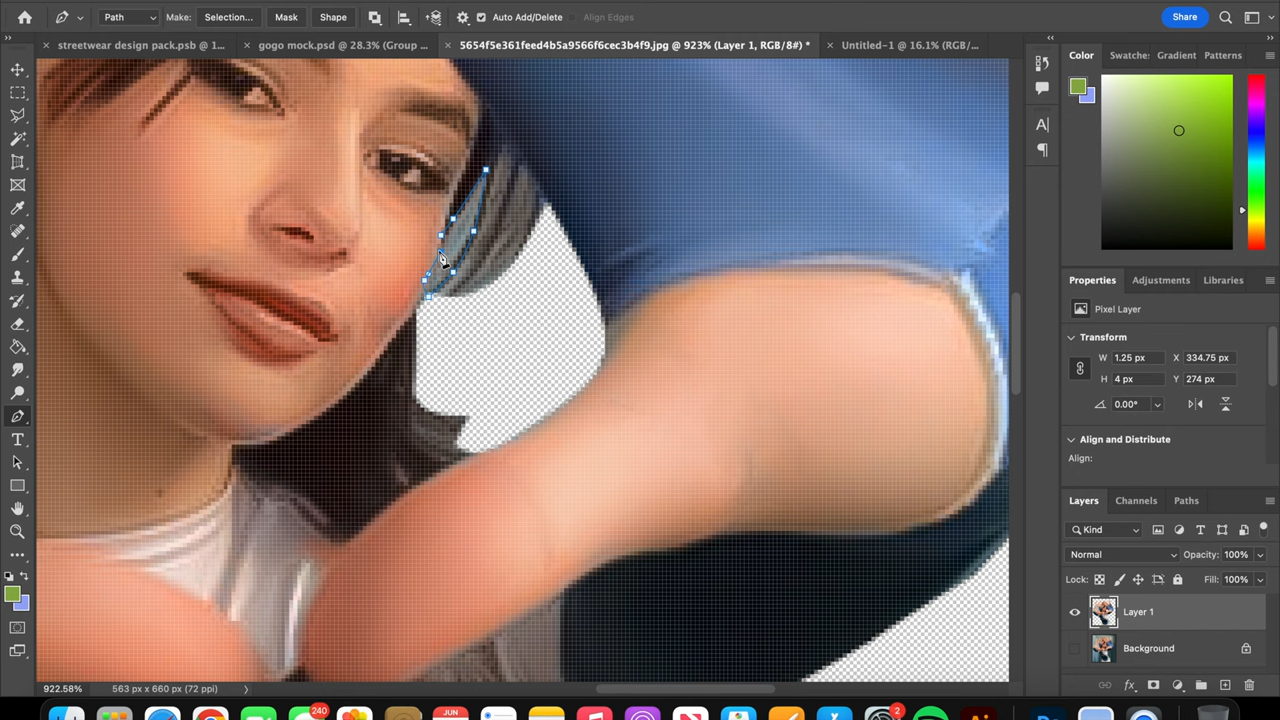 Path Make: Selection... Mask Shape Auto Add/Delete Align Edges Share
streetwear design pack.psb @ 1... gogo mock.psd @ 28.3% (Group ... 5654f5e361feed4b5a9566f6cec3b4f9.jpg @ 923% (Layer 1, RGB/8#) * Untitled-1 @ 16.1% (RGB/...
Color Swatche: Gradient Patterns
Properties Adjustments Libraries
Pixel Layer
Transform
W 1.25 px X 334.75 px
H 4 px Y 274 px
0.00°
Align and Distribute
Align:
Layers Channels Paths
Kind
Normal Opacity: 100%
Lock: Fill: 100%
Layer 1
Background
922.58% 563 px x 660 px (72 ppi)
JUN 240 2